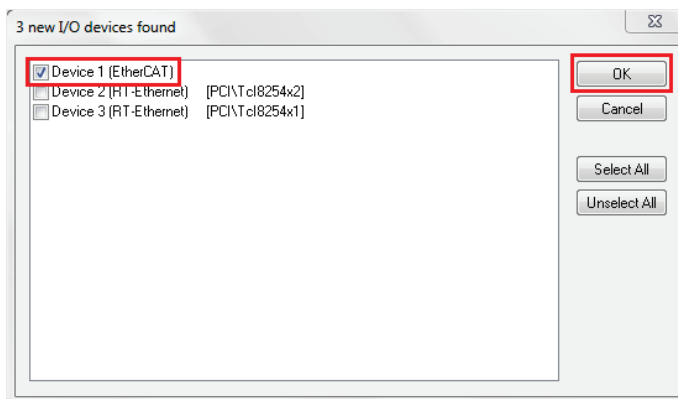 3 new I/O devices found
Device 1 (EtherCAT)
Device 2 (RT-Ethernet) [PCI\TcI8254x2]
Device 3 (RT-Ethernet) [PCI\TcI8254x1]
OK
Cancel
Select All
Unselect All